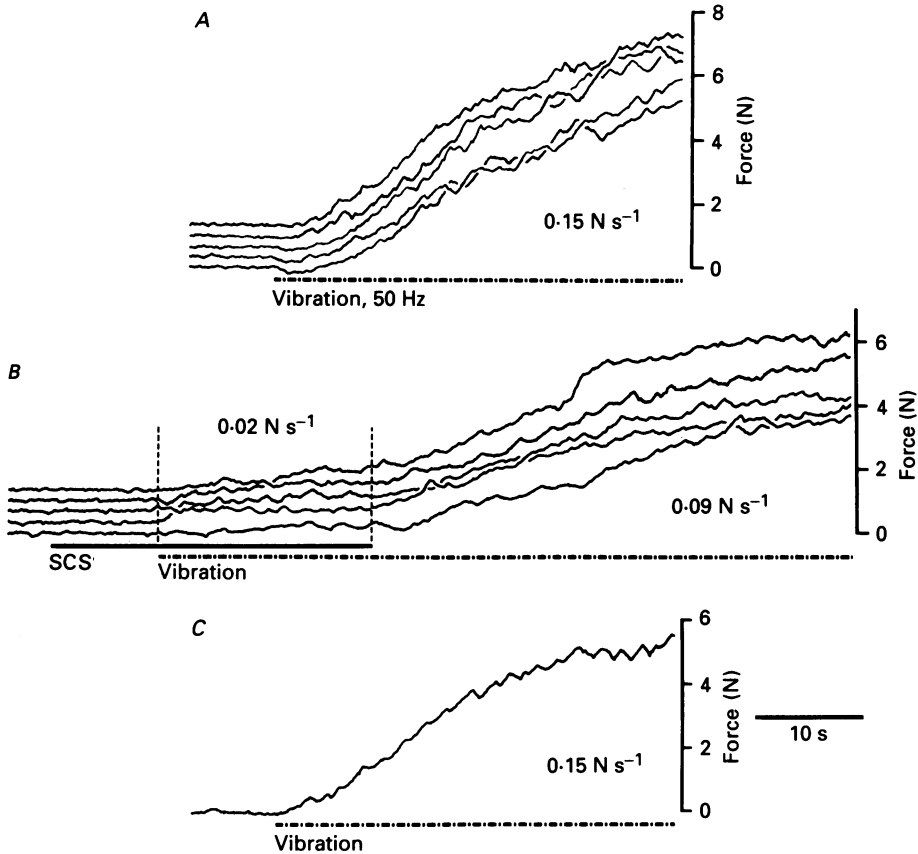 A
8
6
4
2
0
Force (N)
0·15 N s⁻¹
Vibration, 50 Hz
B
6
4
2
0
Force (N)
0·02 N s⁻¹
0·09 N s⁻¹
SCS
Vibration
C
6
4
2
0
Force (N)
10 s
0·15 N s⁻¹
Vibration